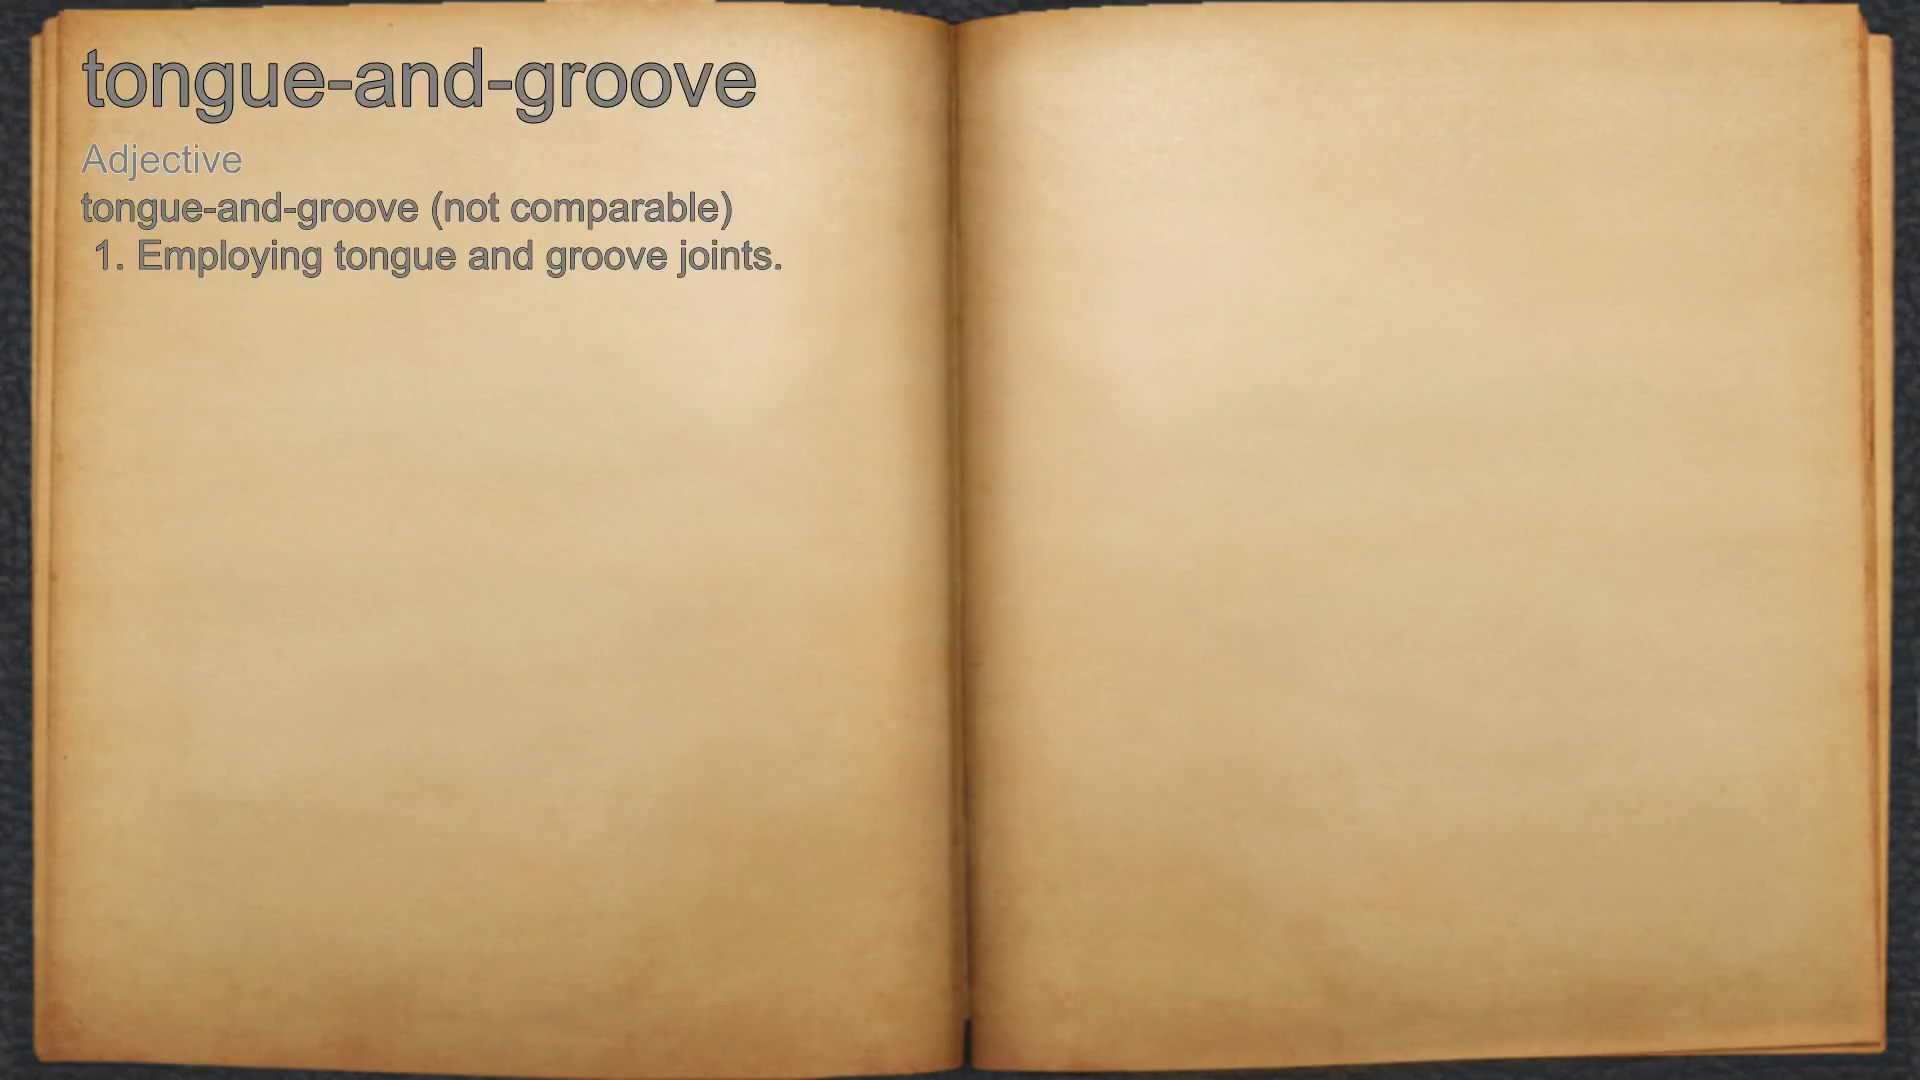 tongue-and-groove
Adjective
tongue-and-groove (not comparable)
1. Employing tongue and groove joints.